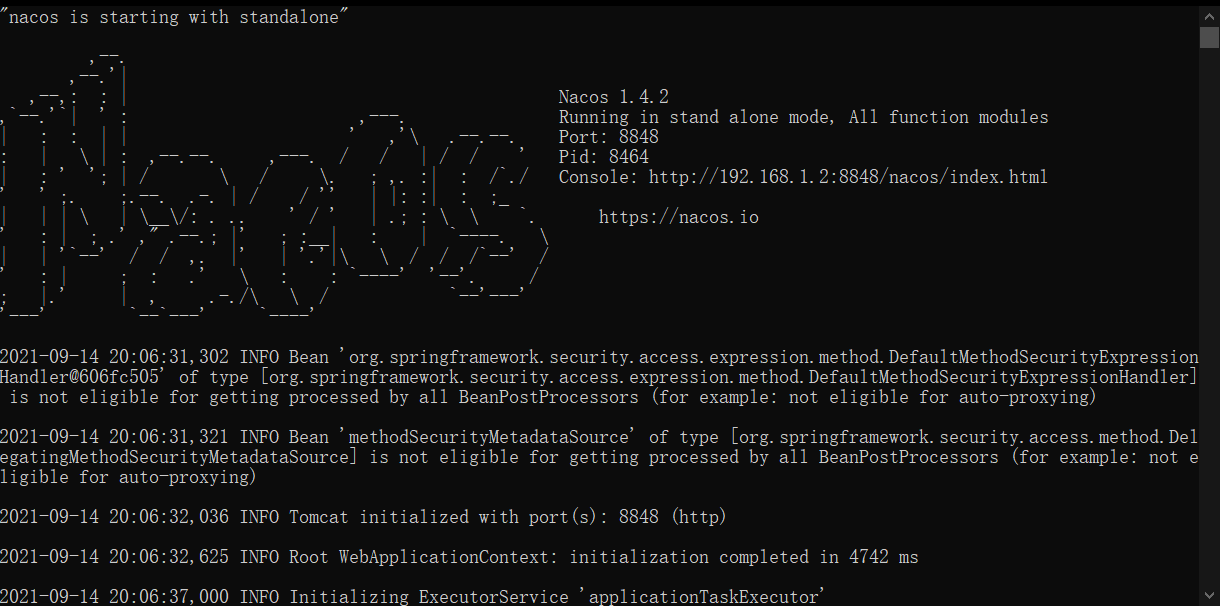 "nacos is starting with standalone"
Nacos 1.4.2
Running in stand alone mode, All function modules
Port: 8848
Pid: 8464
Console: http://192.168.1.2:8848/nacos/index.html
https://nacos.io
2021-09-14 20:06:31,302 INFO Bean 'org.springframework.security.access.expression.method.DefaultMethodSecurityExpression
Handler@606fc505' of type [org.springframework.security.access.expression.method.DefaultMethodSecurityExpressionHandler]
is not eligible for getting processed by all BeanPostProcessors (for example: not eligible for auto-proxying)
2021-09-14 20:06:31,321 INFO Bean 'methodSecurityMetadataSource' of type [org.springframework.security.access.method.Del
egatingMethodSecurityMetadataSource] is not eligible for getting processed by all BeanPostProcessors (for example: not e
ligible for auto-proxying)
2021-09-14 20:06:32,036 INFO Tomcat initialized with port(s): 8848 (http)
2021-09-14 20:06:32,625 INFO Root WebApplicationContext: initialization completed in 4742 ms
2021-09-14 20:06:37,000 INFO Initializing ExecutorService 'applicationTaskExecutor'